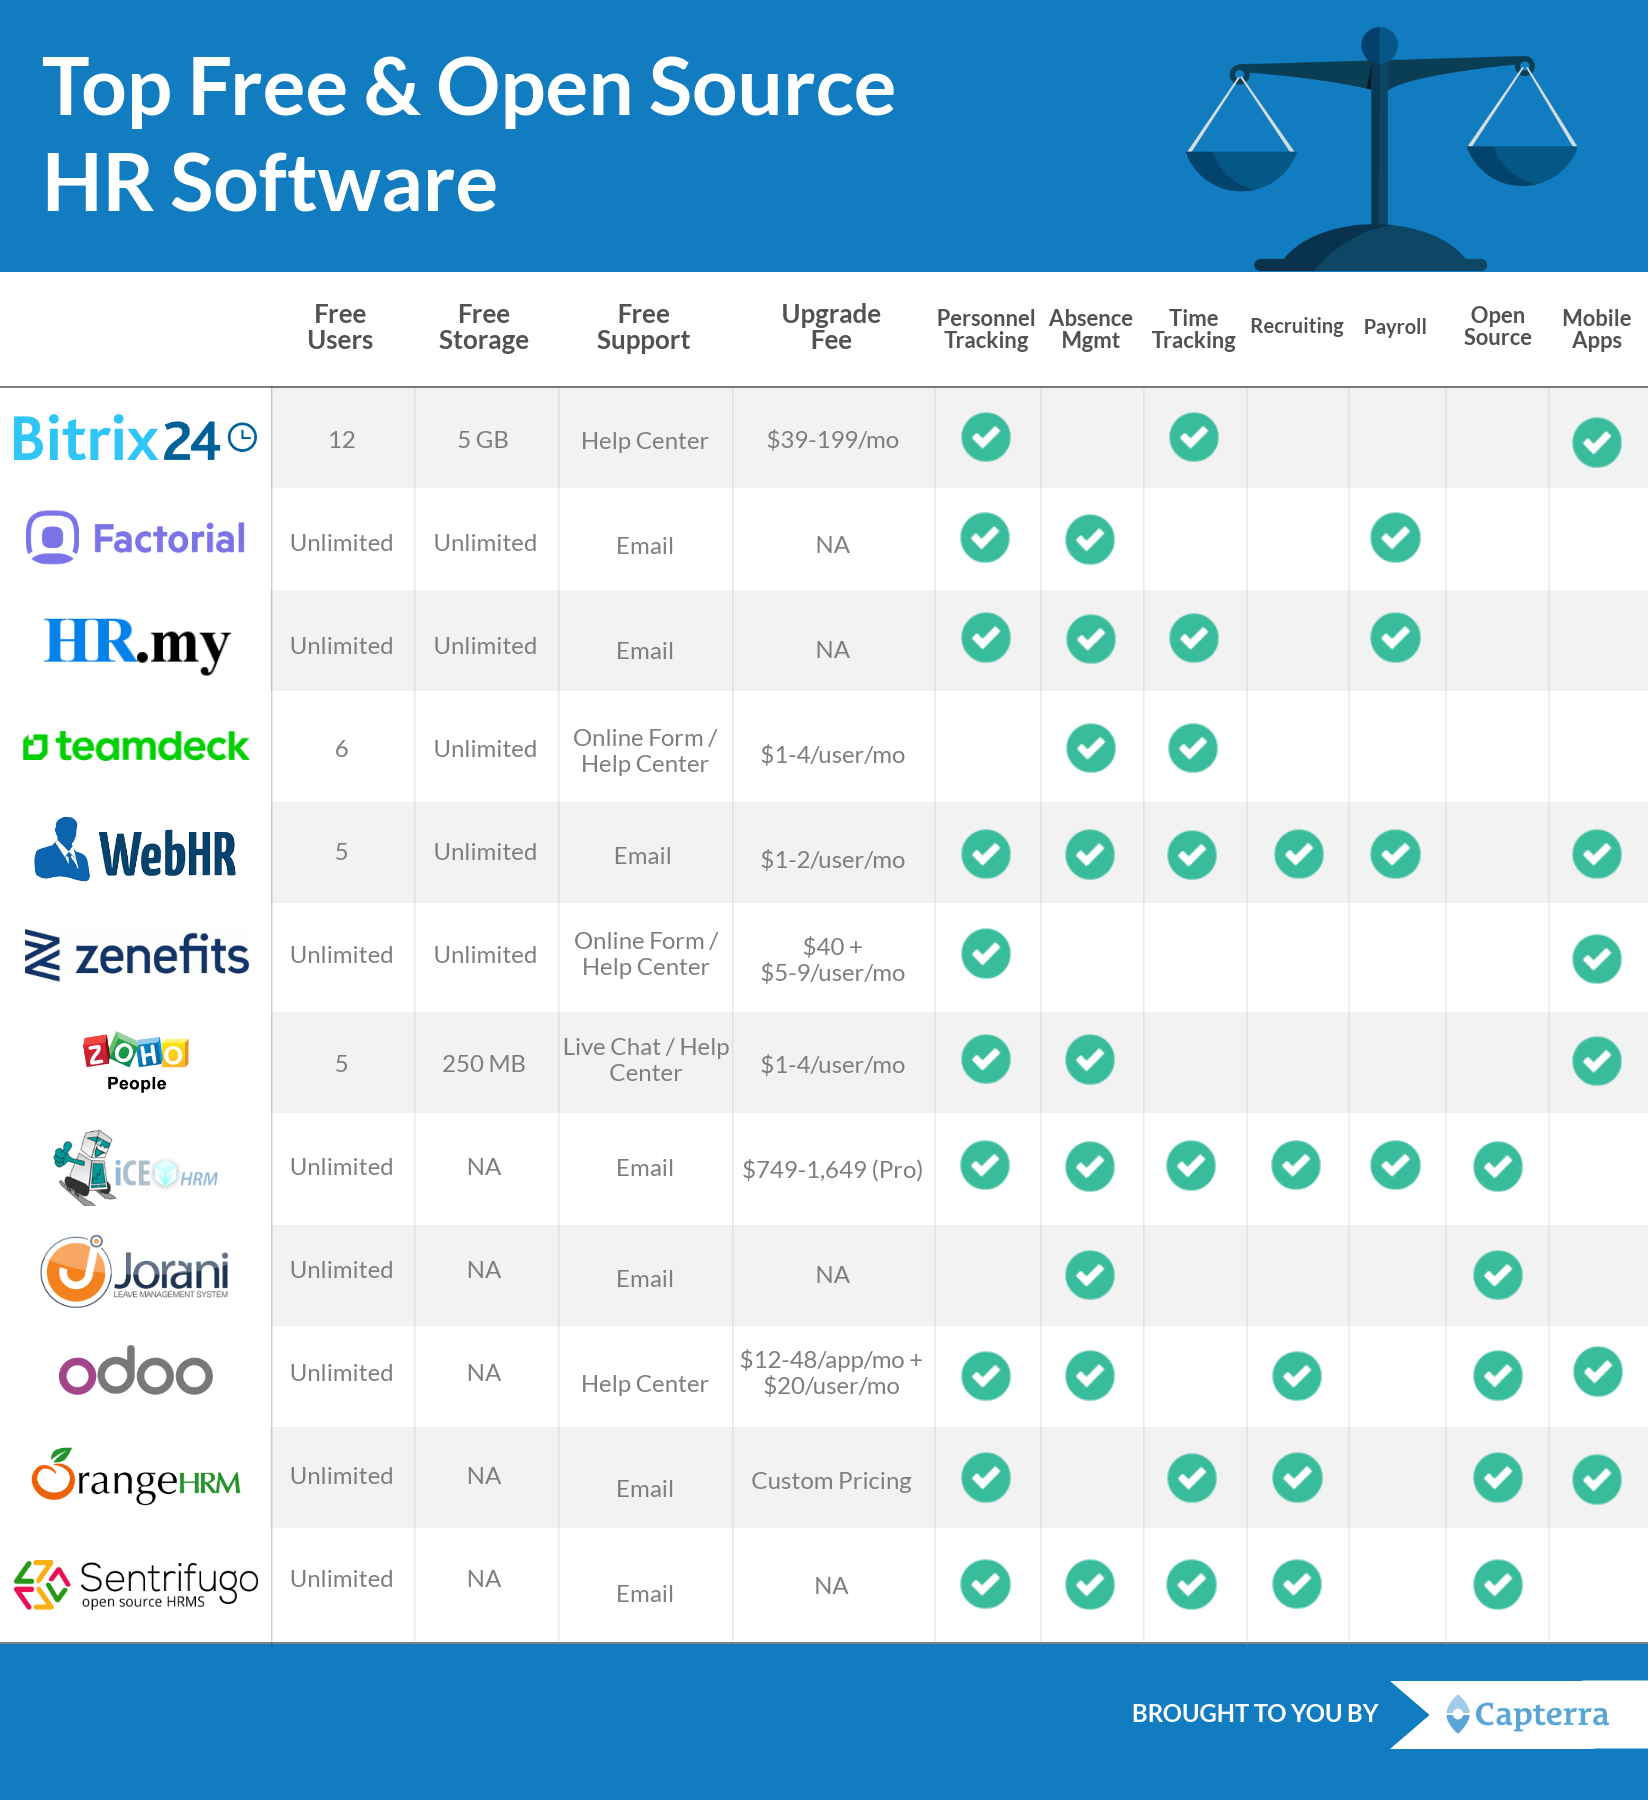 Top Free & Open Source
HR Software
Free Users
Free Storage
Free Support
Upgrade Fee
Personnel Tracking
Absence Mgmt
Time Tracking
Recruiting
Payroll
Open Source
Mobile Apps
Bitrix24
12
5 GB
Help Center
$39-199/mo
Factorial
Unlimited
Unlimited
Email
NA
HR.my
Unlimited
Unlimited
Email
NA
teamdeck
6
Unlimited
Online Form /
Help Center
$1-4/user/mo
WebHR
5
Unlimited
Email
$1-2/user/mo
zenefits
Unlimited
Unlimited
Online Form /
Help Center
$40 +
$5-9/user/mo
ZOHO
People
5
250 MB
Live Chat / Help
Center
$1-4/user/mo
iCE HRM
Unlimited
NA
Email
$749-1,649 (Pro)
Jorani
LEAVE MANAGEMENT SYSTEM
Unlimited
NA
Email
NA
odoo
Unlimited
NA
Help Center
$12-48/app/mo +
$20/user/mo
OrangeHRM
Unlimited
NA
Email
Custom Pricing
Sentrifugo
open source HRMS
Unlimited
NA
Email
NA
BROUGHT TO YOU BY
Capterra